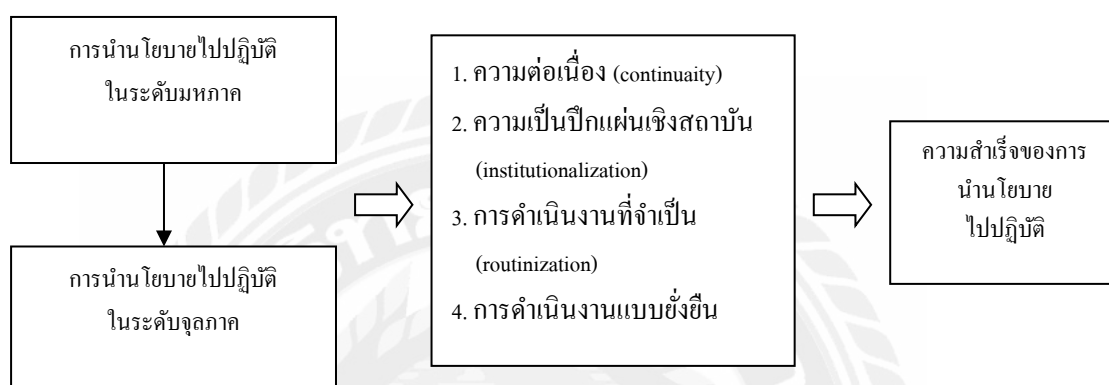 การนำนโยบายไปปฏิบัติ
ในระดับมหภาค
การนำนโยบายไปปฏิบัติ
ในระดับจุลภาค
1. ความต่อเนื่อง (continuaity)
2. ความเป็นปึกแผ่นเชิงสถาบัน
(institutionalization)
3. การดำเนินงานที่จำเป็น
(routinization)
4. การดำเนินงานแบบยั่งยืน
ความสำเร็จของการ
นำนโยบาย
ไปปฏิบัติ